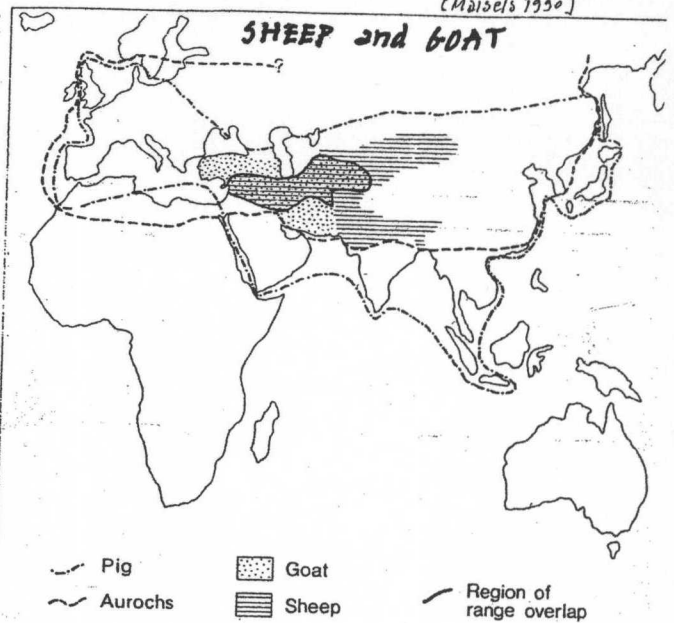 [Maisels 1990]
SHEEP and GOAT
?
Pig
Goat
Aurochs
Sheep
Region of
range overlap